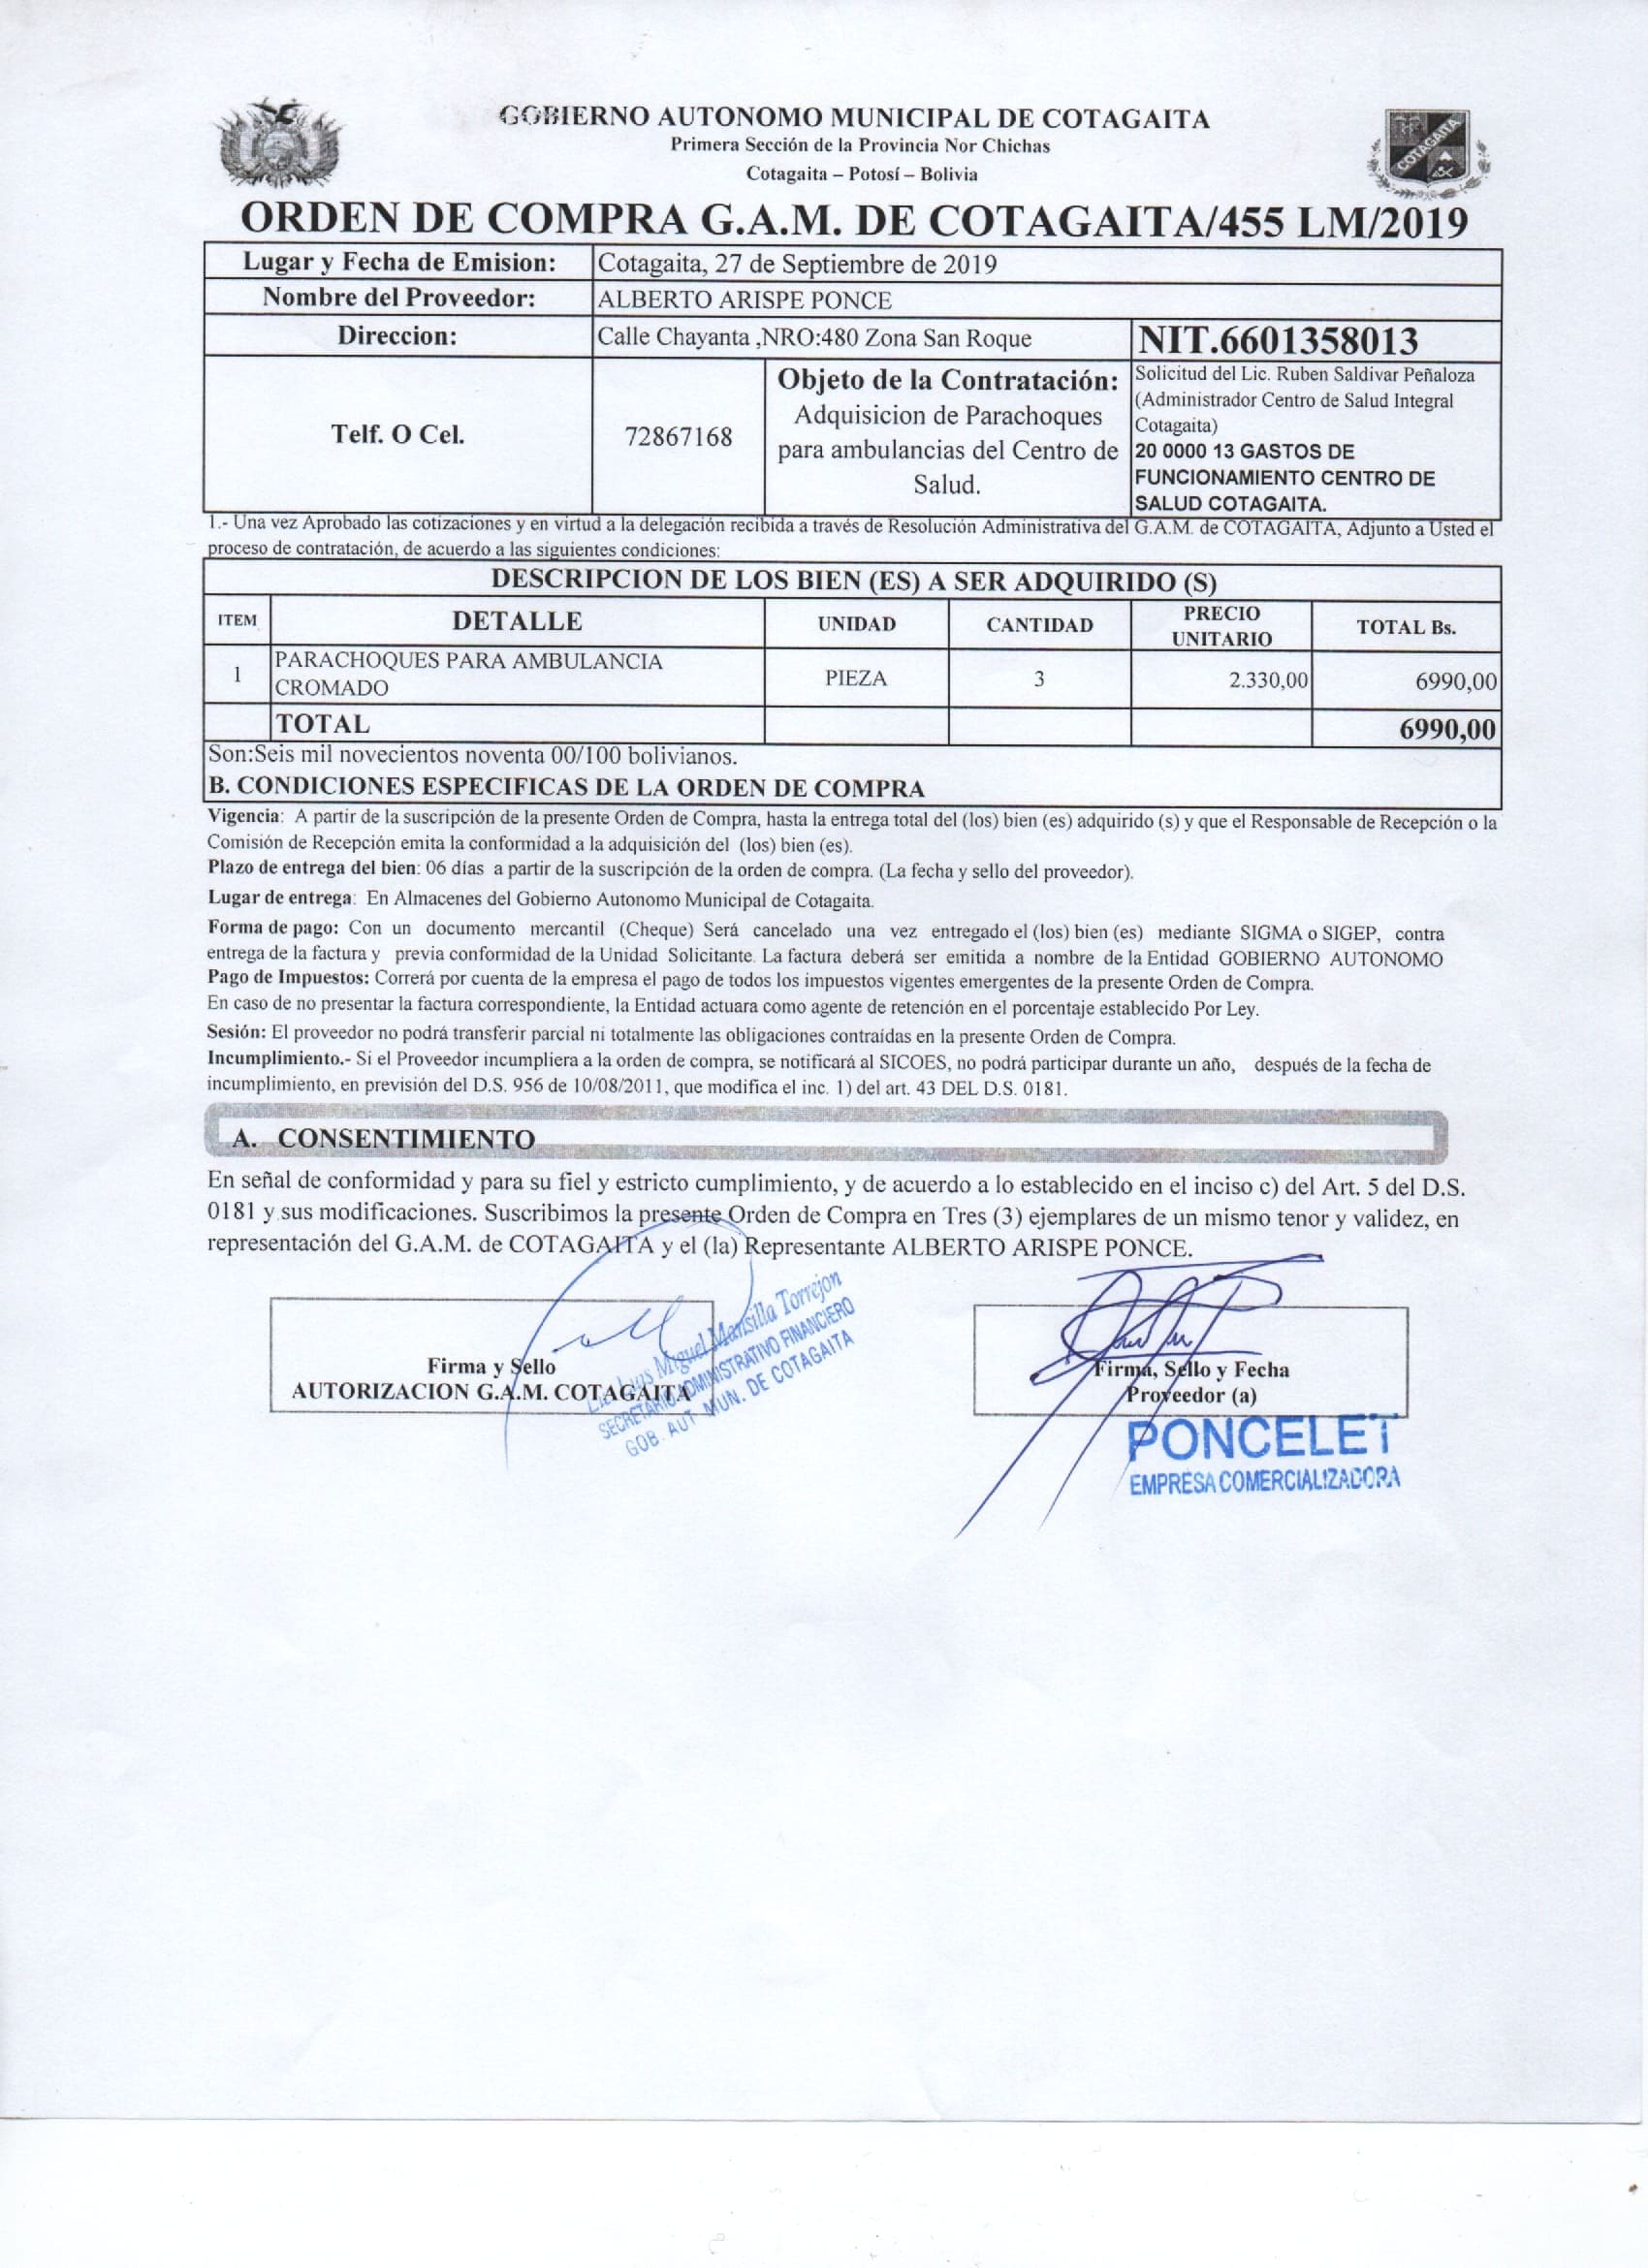 GOBIERNO AUTONOMO MUNICIPAL DE COTAGAITA
Primera Sección de la Provincia Nor Chichas
Cotagaita – Potosí – Bolivia
COTAGAITA
ORDEN DE COMPRA G.A.M. DE COTAGAITA/455 LM/2019
Lugar y Fecha de Emision: Cotagaita, 27 de Septiembre de 2019
Nombre del Proveedor: ALBERTO ARISPE PONCE
Direccion: Calle Chayanta ,NRO:480 Zona San Roque NIT.6601358013
Telf. O Cel. 72867168
Objeto de la Contratación:
Adquisicion de Parachoques
para ambulancias del Centro de
Salud.
Solicitud del Lic. Ruben Saldivar Peñaloza
(Administrador Centro de Salud Integral
Cotagaita)
20 0000 13 GASTOS DE
FUNCIONAMIENTO CENTRO DE
SALUD COTAGAITA.
1.- Una vez Aprobado las cotizaciones y en virtud a la delegación recibida a través de Resolución Administrativa del G.A.M. de COTAGAITA, Adjunto a Usted el
proceso de contratación, de acuerdo a las siguientes condiciones:
DESCRIPCION DE LOS BIEN (ES) A SER ADQUIRIDO (S)
ITEM DETALLE UNIDAD CANTIDAD PRECIO UNITARIO TOTAL Bs.
1 PARACHOQUES PARA AMBULANCIA CROMADO PIEZA 3 2.330,00 6990,00
TOTAL 6990,00
Son:Seis mil novecientos noventa 00/100 bolivianos.
B. CONDICIONES ESPECIFICAS DE LA ORDEN DE COMPRA
Vigencia: A partir de la suscripción de la presente Orden de Compra, hasta la entrega total del (los) bien (es) adquirido (s) y que el Responsable de Recepción o la
Comisión de Recepción emita la conformidad a la adquisición del (los) bien (es).
Plazo de entrega del bien: 06 días a partir de la suscripción de la orden de compra. (La fecha y sello del proveedor).
Lugar de entrega: En Almacenes del Gobierno Autonomo Municipal de Cotagaita.
Forma de pago: Con un documento mercantil (Cheque) Será cancelado una vez entregado el (los) bien (es) mediante SIGMA o SIGEP, contra
entrega de la factura y previa conformidad de la Unidad Solicitante. La factura deberá ser emitida a nombre de la Entidad GOBIERNO AUTONOMO
Pago de Impuestos: Correrá por cuenta de la empresa el pago de todos los impuestos vigentes emergentes de la presente Orden de Compra.
En caso de no presentar la factura correspondiente, la Entidad actuara como agente de retención en el porcentaje establecido Por Ley.
Sesión: El proveedor no podrá transferir parcial ni totalmente las obligaciones contraídas en la presente Orden de Compra.
Incumplimiento.- Si el Proveedor incumpliera a la orden de compra, se notificará al SICOES, no podrá participar durante un año, después de la fecha de
incumplimiento, en previsión del D.S. 956 de 10/08/2011, que modifica el inc. 1) del art. 43 DEL D.S. 0181.
A. CONSENTIMIENTO
En señal de conformidad y para su fiel y estricto cumplimiento, y de acuerdo a lo establecido en el inciso c) del Art. 5 del D.S.
0181 y sus modificaciones. Suscribimos la presente Orden de Compra en Tres (3) ejemplares de un mismo tenor y validez, en
representación del G.A.M. de COTAGAITA y el (la) Representante ALBERTO ARISPE PONCE.
Firma y Sello
AUTORIZACION G.A.M. COTAGAITA
Lic. Luis Miguel Mansilla Torrejon
SECRETARIO ADMINISTRATIVO FINANCIERO
GOB. AUT. MUN. DE COTAGAITA
Firma, Sello y Fecha
Proveedor (a)
PONCELET
EMPRESA COMERCIALIZADORA